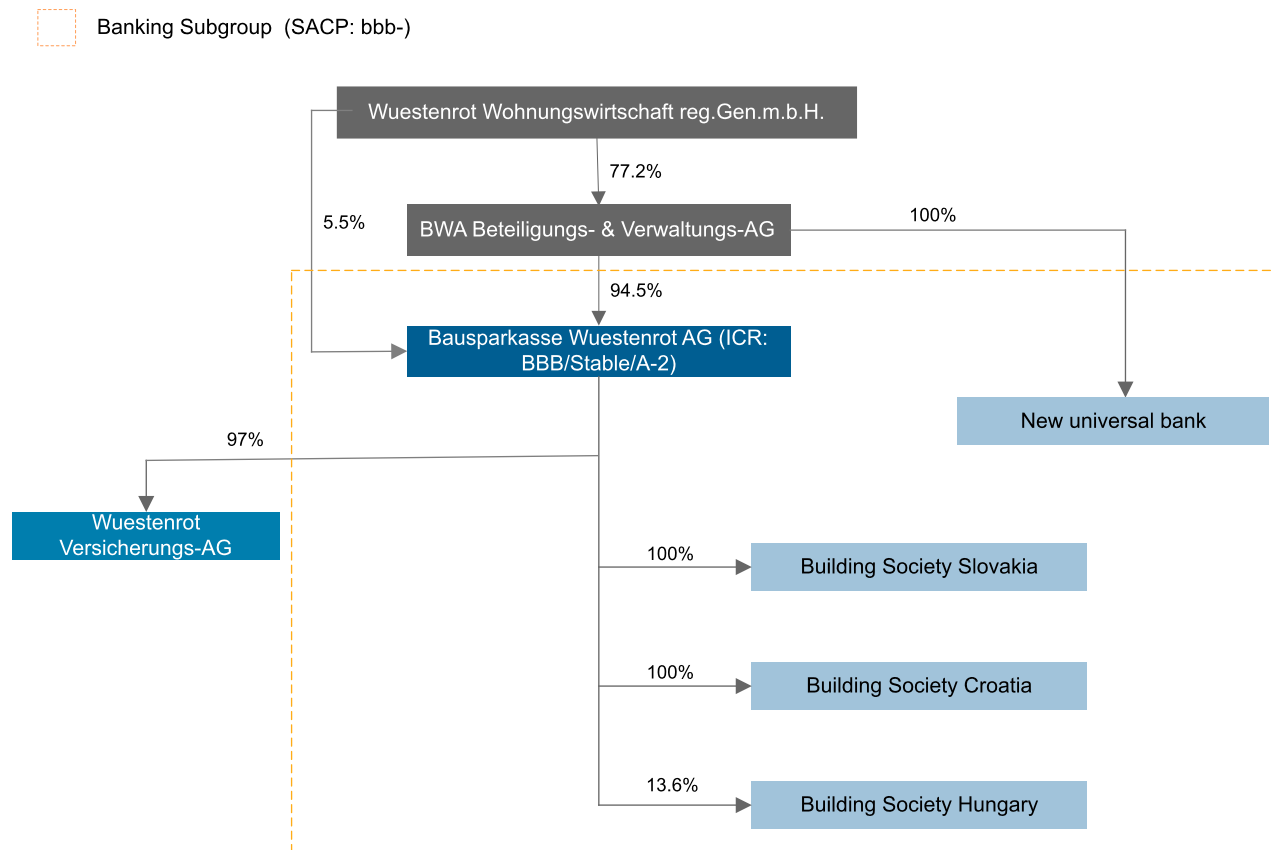 Banking Subgroup (SACP: bbb-)
Wuestenrot Wohnungswirtschaft reg.Gen.m.b.H.
77.2%
5.5%
BWA Beteiligungs- & Verwaltungs-AG
100%
94.5%
Bausparkasse Wuestenrot AG (ICR:
BBB/Stable/A-2)
New universal bank
97%
Wuestenrot
Versicherungs-AG
100%
Building Society Slovakia
100%
Building Society Croatia
13.6%
Building Society Hungary